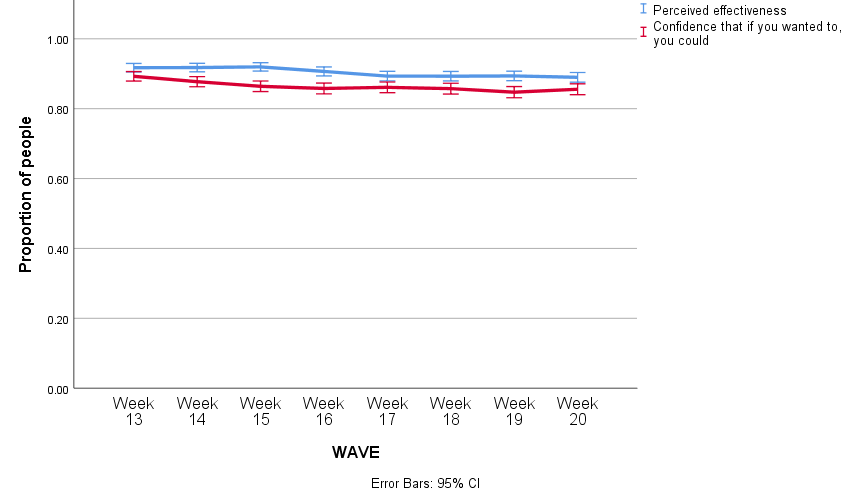 Perceived effectiveness
Confidence that if you wanted to,
you could
1.00
0.80
0.60
0.40
0.20
0.00
Proportion of people
Week 13
Week 14
Week 15
Week 16
Week 17
Week 18
Week 19
Week 20
WAVE
Error Bars: 95% CI